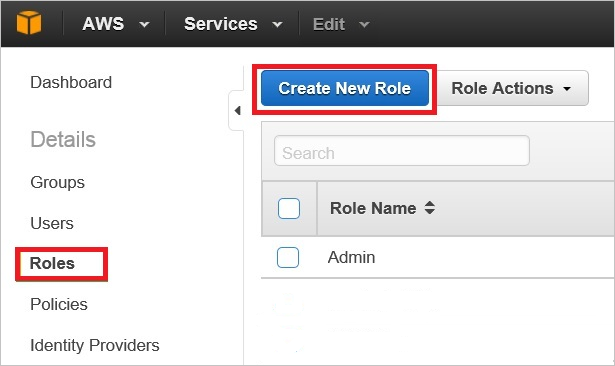 AWS Services Edit
Dashboard
Details
Groups
Users
Roles
Policies
Identity Providers
Create New Role Role Actions
Search
Role Name
Admin